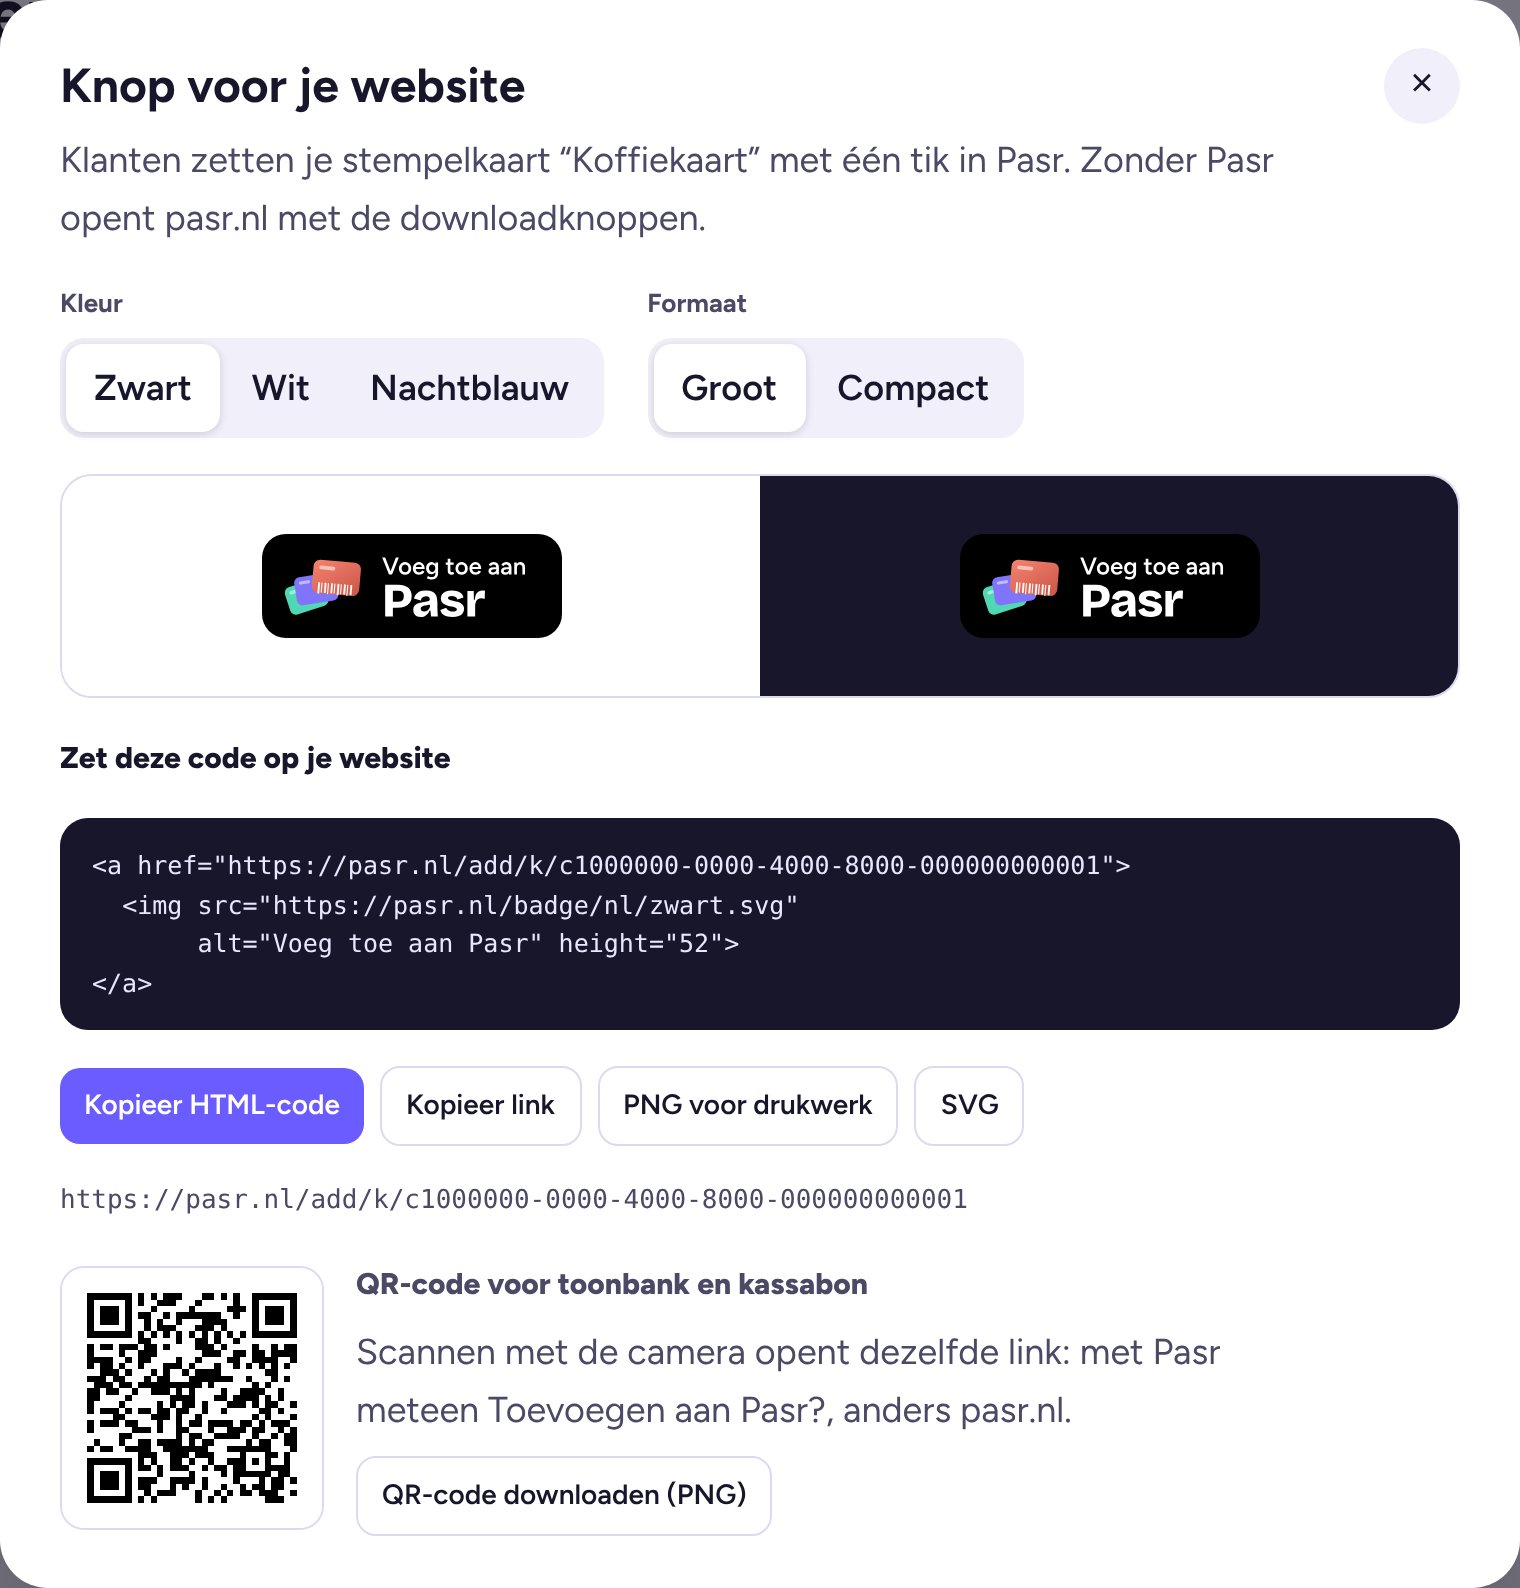 Knop voor je website
Klanten zetten je stempelkaart “Koffiekaart” met één tik in Pasr. Zonder Pasr
opent pasr.nl met de downloadknoppen.
Kleur
Formaat
Zwart
Wit
Nachtblauw
Groot
Compact
Voeg toe aan
Pasr
Voeg toe aan
Pasr
Zet deze code op je website
<a href="https://pasr.nl/add/k/c1000000-0000-4000-8000-000000000001">
  <img src="https://pasr.nl/badge/nl/zwart.svg"
       alt="Voeg toe aan Pasr" height="52">
</a>
Kopieer HTML-code
Kopieer link
PNG voor drukwerk
SVG
https://pasr.nl/add/k/c1000000-0000-4000-8000-000000000001
QR-code voor toonbank en kassabon
Scannen met de camera opent dezelfde link: met Pasr
meteen Toevoegen aan Pasr?, anders pasr.nl.
QR-code downloaden (PNG)